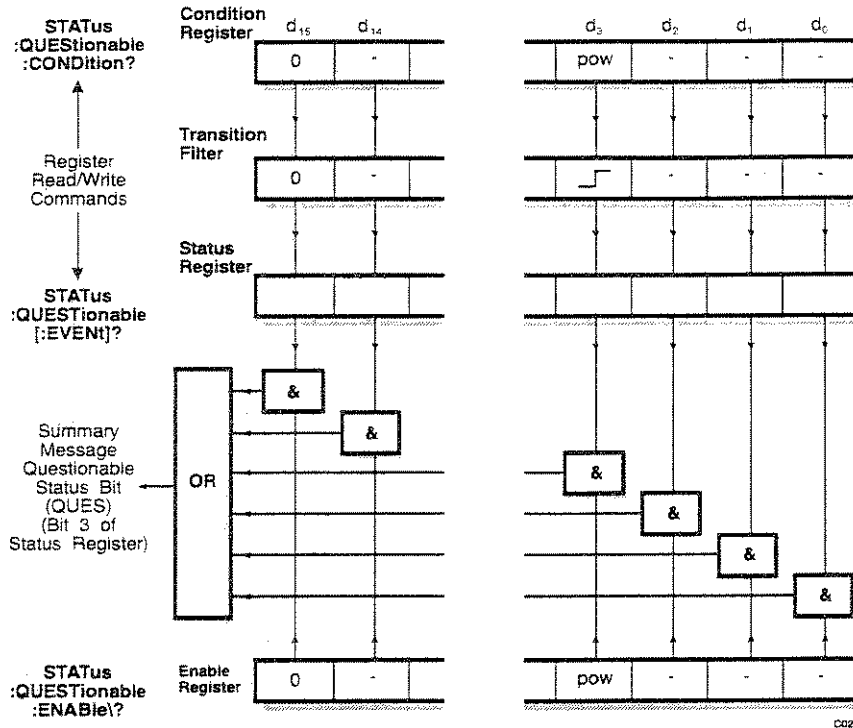 STATus
:QUEStionable
:CONDition?
Condition
Register
d15 d14 d3 d2 d1 d0
0 - pow - - -
Register
Read/Write
Commands
Transition
Filter
0 - - - -
Status
Register
STATus
:QUESTionable
[:EVENt]?
&
&
Summary
Message
Questionable
Status Bit
(QUES)
(Bit 3 of
Status Register)
OR
&
&
&
&
STATus
:QUESTionable
:ENABle\?
Enable
Register
0 - pow - - -